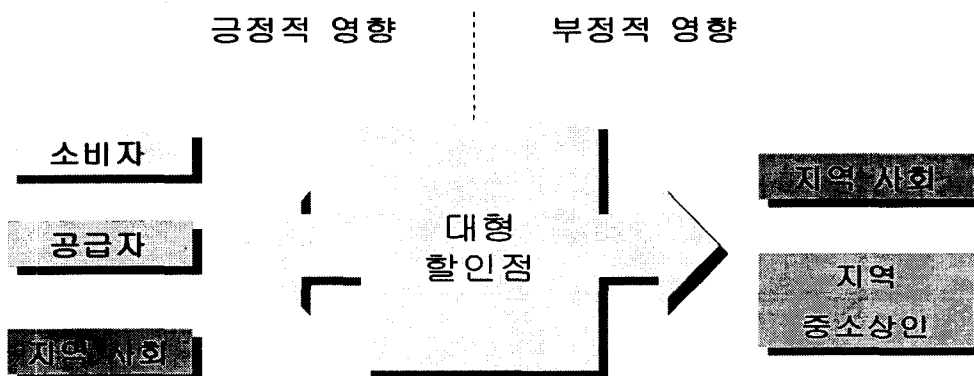 긍정적 영향
부정적 영향
소비자
공급자
지역 사회
대형
할인점
지역 사회
지역
중소상인